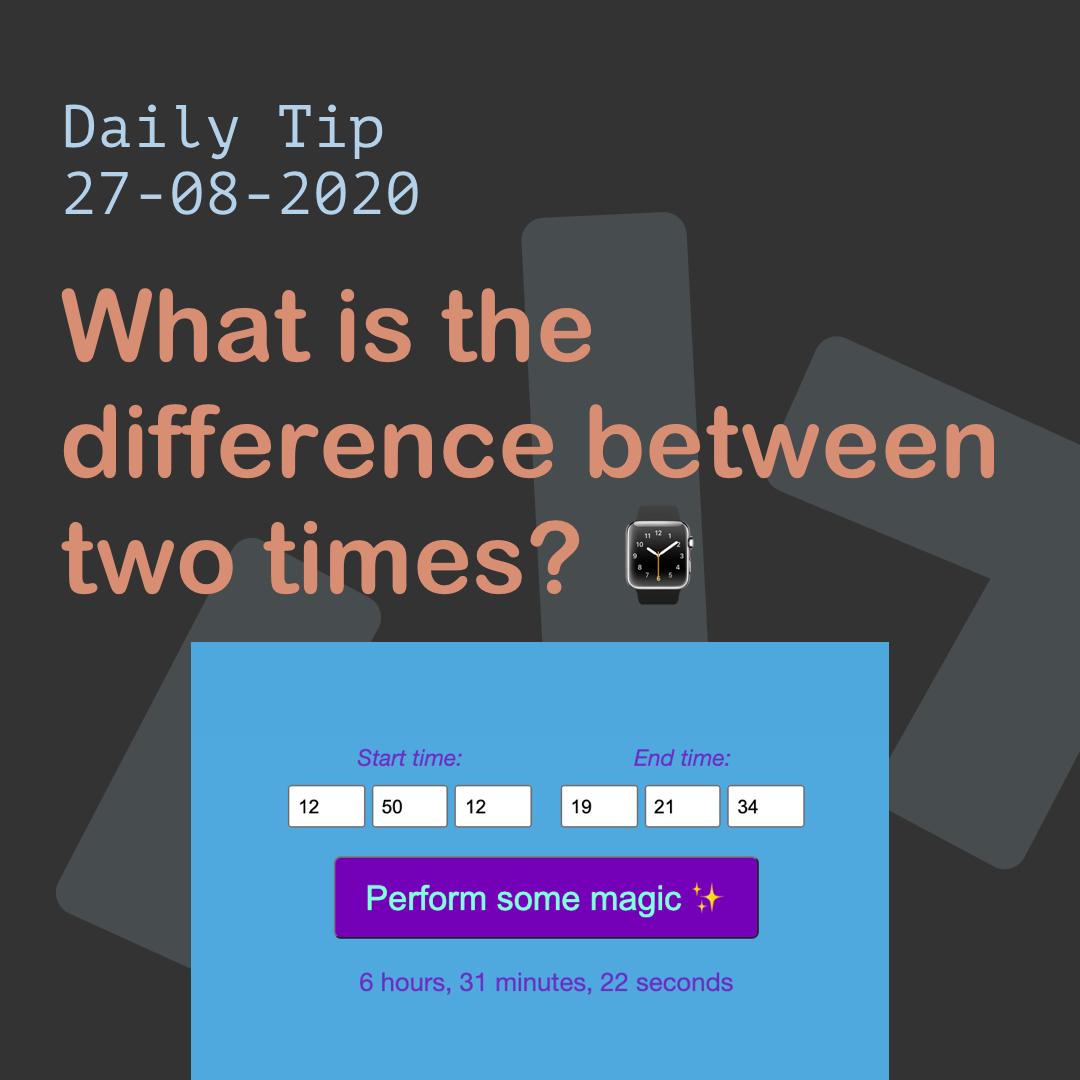 Daily Tip
27-08-2020
What is the
difference between
two times? ⌚
Start time: End time:
12 50 12 19 21 34
Perform some magic ✨
6 hours, 31 minutes, 22 seconds